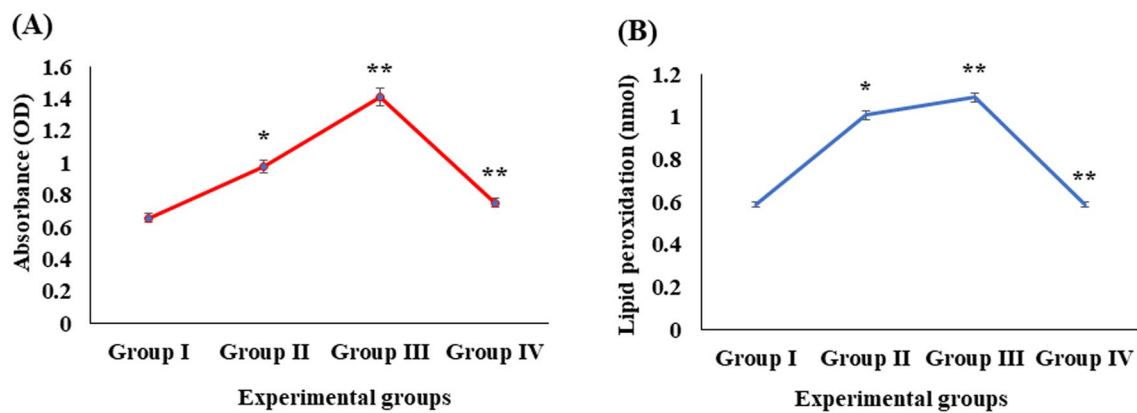 (A)
Absorbance (OD)
1.6
1.4
1.2
1
0.8
0.6
0.4
0.2
0
*
**
**
Group I Group II Group III Group IV
Experimental groups
(B)
Lipid peroxidation (nmol)
1.2
1
0.8
0.6
0.4
0.2
0
*
**
**
Group I Group II Group III Group IV
Experimental groups